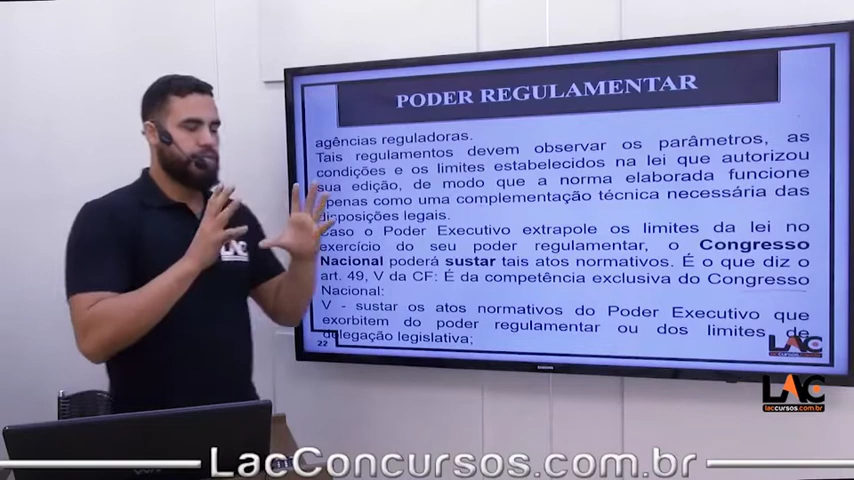 PODER REGULAMENTAR
agências reguladoras.
Tais regulamentos devem observar os parâmetros, as
condições e os limites estabelecidos na lei que autorizou
sua edição, de modo que a norma elaborada funcione
apenas como uma complementação técnica necessária das
disposições legais.
Caso o Poder Executivo extrapole os limites da lei no
exercício do seu poder regulamentar, o Congresso
Nacional poderá sustar tais atos normativos. É o que diz o
art. 49, V da CF: É da competência exclusiva do Congresso
Nacional:
V - sustar os atos normativos do Poder Executivo que
exorbitem do poder regulamentar ou dos limites de
delegação legislativa;
22
LAC
LAC
LAC
laccursos.com.br
LacConcursos.com.br